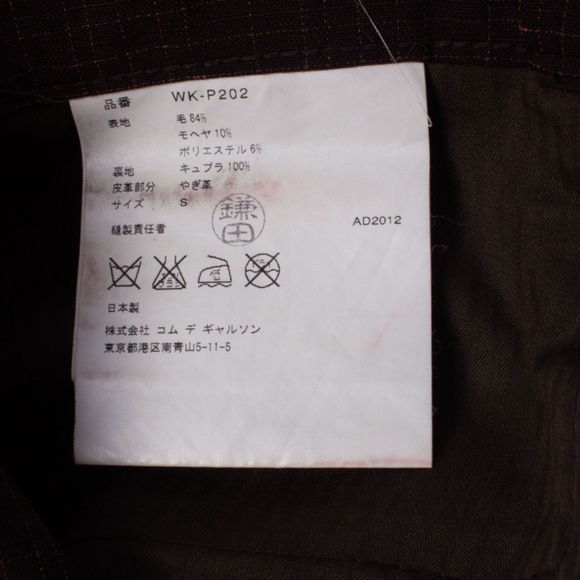 品番 WK-P202
表地 毛 84%
モヘヤ 10%
ポリエステル 6%
裏地 キュプラ 100%
皮革部分 やぎ革
サイズ S
縫製責任者 鎌田 AD2012
日本製
株式会社 コム デ ギャルソン
東京都港区南青山5-11-5